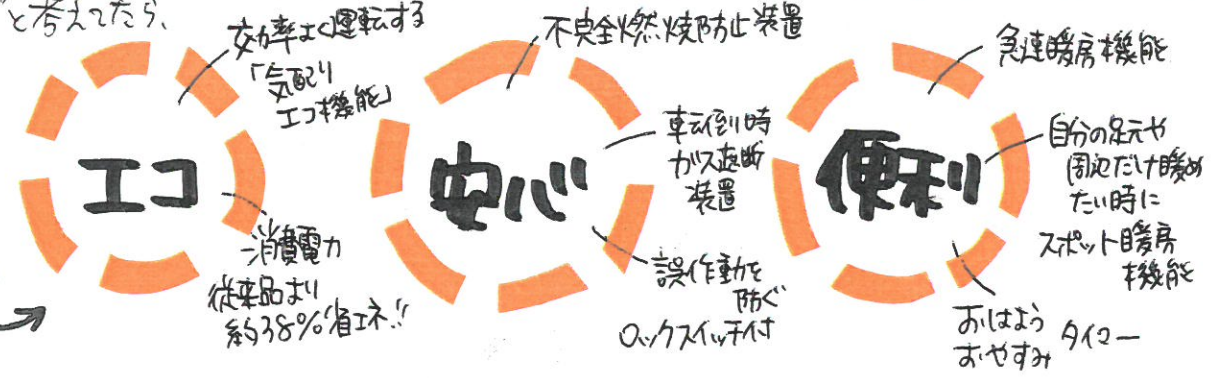 と考えてたら、
エコ
効率よく運転する
「気配り
エコ機能」
消費電力
従来品より
約38%省エネ!!
安心
不完全燃焼防止装置
転倒時
ガス遮断
装置
誤作動を
防ぐ
ロックスイッチ付
便利
急速暖房機能
自分の足元や
周辺だけ暖め
たい時に
スポット暖房
機能
おはよう
おやすみ タイマー